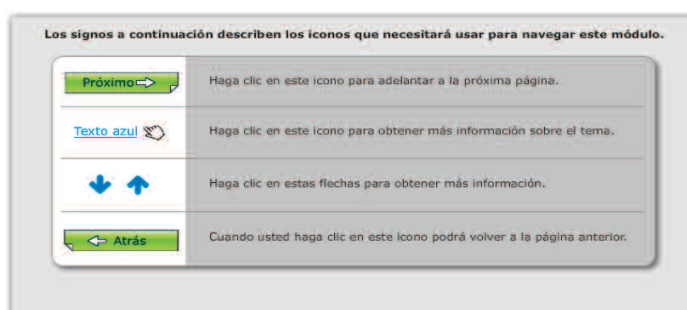 Los signos a continuación describen los iconos que necesitará usar para navegar este módulo.
Próximo Haga clic en este icono para adelantar a la próxima página.
Texto azul Haga clic en este icono para obtener más información sobre el tema.
Haga clic en estas flechas para obtener más información.
Atrás Cuando usted haga clic en este icono podrá volver a la página anterior.